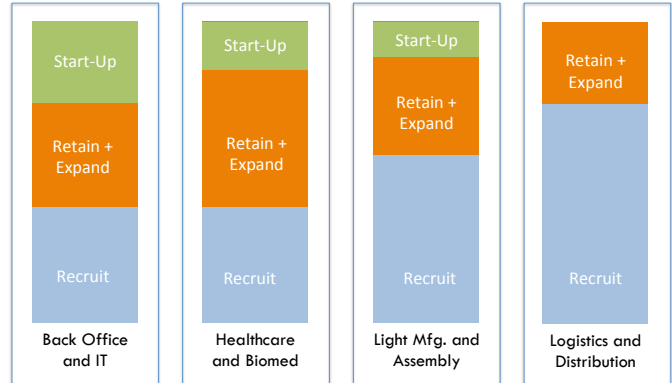 Start-Up
Retain +
Expand
Recruit
Back Office
and IT
Start-Up
Retain +
Expand
Recruit
Healthcare
and Biomed
Start-Up
Retain +
Expand
Recruit
Light Mfg. and
Assembly
Retain +
Expand
Recruit
Logistics and
Distribution